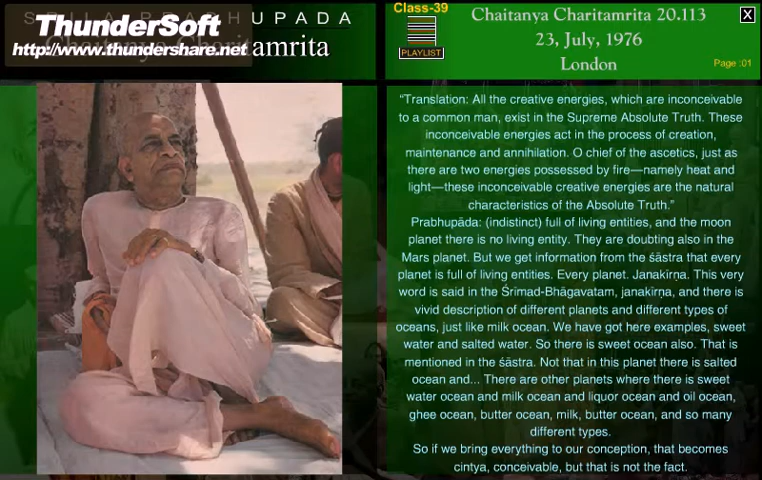 SRILA PRABHUPADA
Chaitanya Charitamrita
ThunderSoft
http://www.thundershare.net
Class-39
PLAYLIST
Chaitanya Charitamrita 20.113
23, July, 1976
London
X
Page :01
“Translation: All the creative energies, which are inconceivable
to a common man, exist in the Supreme Absolute Truth. These
inconceivable energies act in the process of creation,
maintenance and annihilation. O chief of the ascetics, just as
there are two energies possessed by fire—namely heat and
light—these inconceivable creative energies are the natural
characteristics of the Absolute Truth.”
Prabhupāda: (indistinct) full of living entities, and the moon
planet there is no living entity. They are doubting also in the
Mars planet. But we get information from the śāstra that every
planet is full of living entities. Every planet. Janakīrṇa. This very
word is said in the Śrīmad-Bhāgavatam, janakīrṇa, and there is
vivid description of different planets and different types of
oceans, just like milk ocean. We have got here examples, sweet
water and salted water. So there is sweet ocean also. That is
mentioned in the śāstra. Not that in this planet there is salted
ocean and... There are other planets where there is sweet
water ocean and milk ocean and liquor ocean and oil ocean,
ghee ocean, butter ocean, milk, butter ocean, and so many
different types.
So if we bring everything to our conception, that becomes
cintya, conceivable, but that is not the fact.